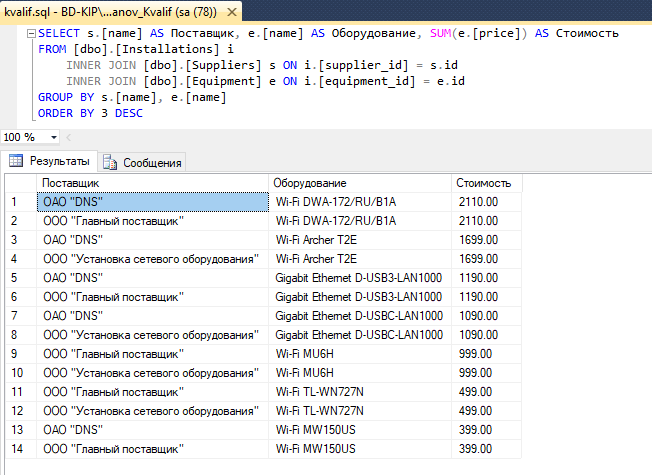 kvalif.sql - BD-KIP\...anov_Kvalif (sa (78))
SELECT s.[name] AS Поставщик, e.[name] AS Оборудование, SUM(e.[price]) AS Стоимость
FROM [dbo].[Installations] i
INNER JOIN [dbo].[Suppliers] s ON i.[supplier_id] = s.id
INNER JOIN [dbo].[Equipment] e ON i.[equipment_id] = e.id
GROUP BY s.[name], e.[name]
ORDER BY 3 DESC
100 %
Результаты Сообщения
Поставщик Оборудование Стоимость
1 ОАО "DNS" Wi-Fi DWA-172/RU/B1A 2110.00
2 ООО "Главный поставщик" Wi-Fi DWA-172/RU/B1A 2110.00
3 ОАО "DNS" Wi-Fi Archer T2E 1699.00
4 ООО "Установка сетевого оборудования" Wi-Fi Archer T2E 1699.00
5 ОАО "DNS" Gigabit Ethernet D-USB3-LAN1000 1190.00
6 ООО "Главный поставщик" Gigabit Ethernet D-USB3-LAN1000 1190.00
7 ОАО "DNS" Gigabit Ethernet D-USBC-LAN1000 1090.00
8 ООО "Установка сетевого оборудования" Gigabit Ethernet D-USBC-LAN1000 1090.00
9 ООО "Главный поставщик" Wi-Fi MU6H 999.00
10 ООО "Установка сетевого оборудования" Wi-Fi MU6H 999.00
11 ООО "Главный поставщик" Wi-Fi TL-WN727N 499.00
12 ООО "Установка сетевого оборудования" Wi-Fi TL-WN727N 499.00
13 ОАО "DNS" Wi-Fi MW150US 399.00
14 ООО "Главный поставщик" Wi-Fi MW150US 399.00